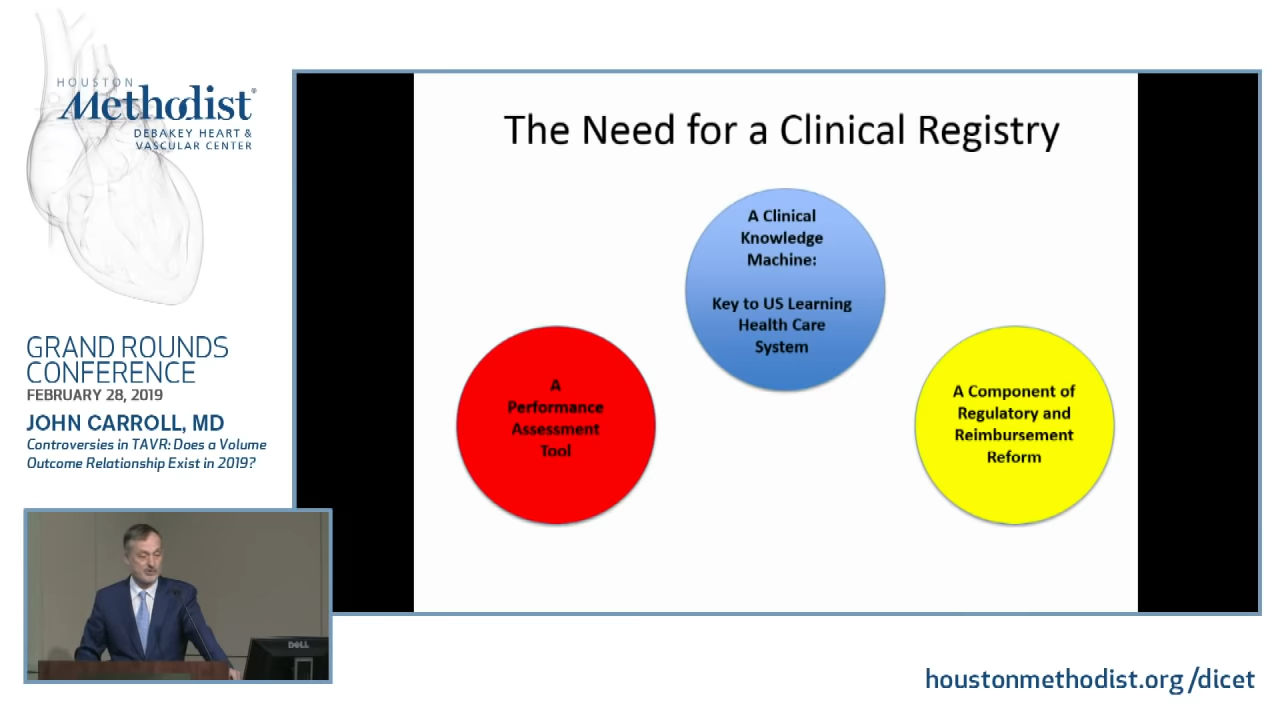 HOUSTON
Methodist®
DEBAKEY HEART &
VASCULAR CENTER
GRAND ROUNDS
CONFERENCE
FEBRUARY 28, 2019
JOHN CARROLL, MD
Controversies in TAVR: Does a Volume
Outcome Relationship Exist in 2019?
The Need for a Clinical Registry
A Clinical
Knowledge
Machine:
Key to US Learning
Health Care
System
A
Performance
Assessment
Tool
A Component of
Regulatory and
Reimbursement
Reform
DELL
houstonmethodist.org/dicet